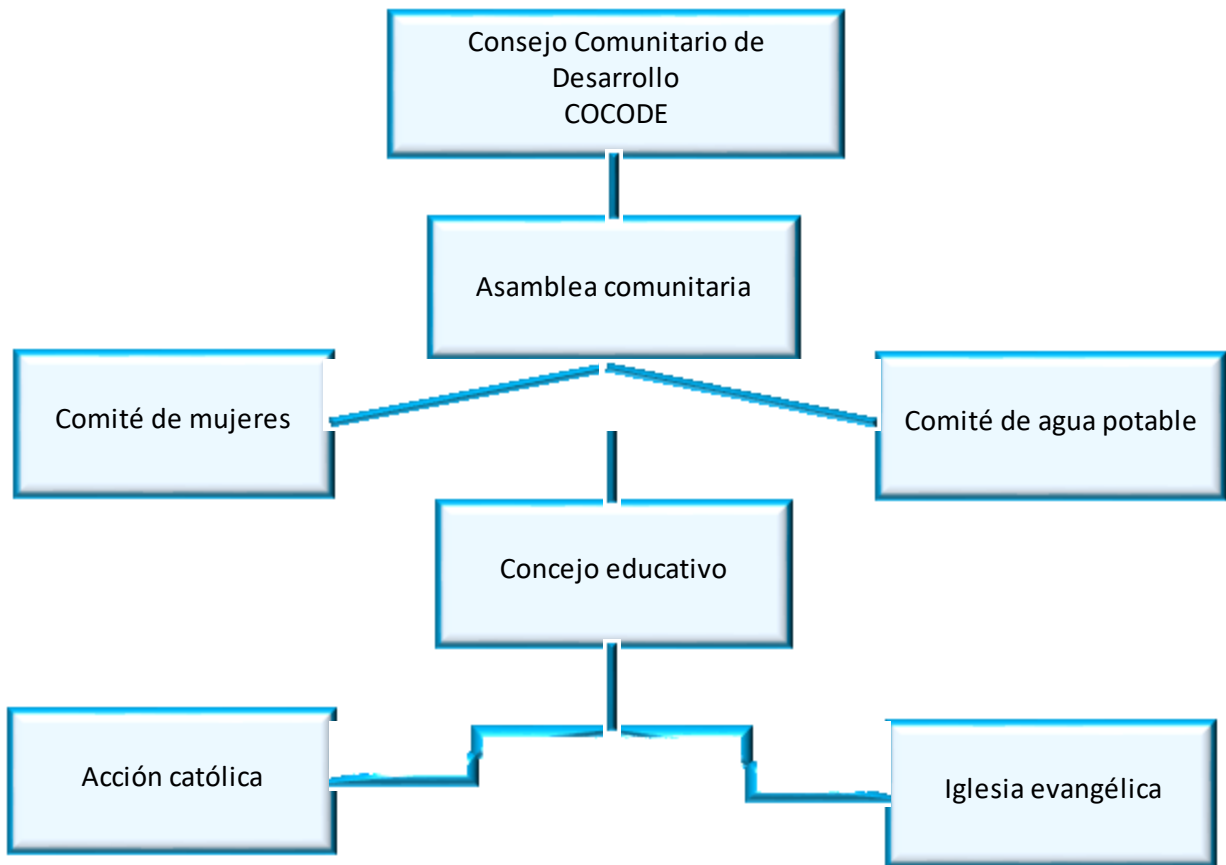 Consejo Comunitario de
Desarrollo
COCODE
Asamblea comunitaria
Comité de mujeres
Comité de agua potable
Concejo educativo
Acción católica
Iglesia evangélica